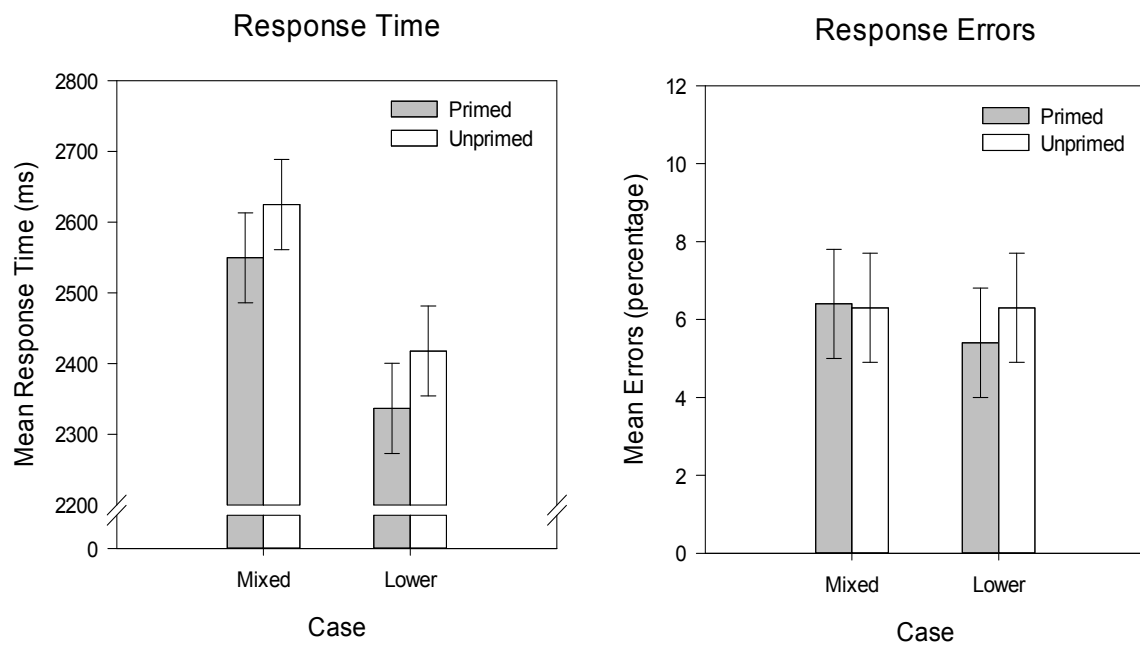 Response Time
Mean Response Time (ms)
2800
2700
2600
2500
2400
2300
2200
0
Primed
Unprimed
Mixed Lower
Case
Response Errors
Mean Errors (percentage)
12
10
8
6
4
2
0
Primed
Unprimed
Mixed Lower
Case